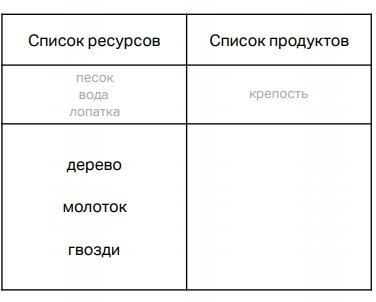 Список ресурсов
Список продуктов
песок
вода
лопатка
крепость
дерево
молоток
гвозди